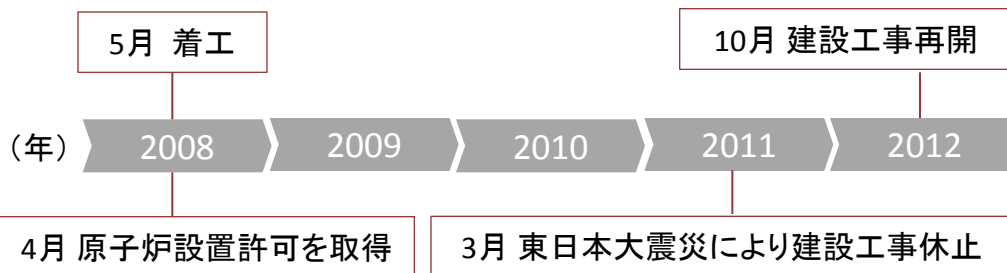 5月 着工
10月 建設工事再開
(年) 2008 2009 2010 2011 2012
4月 原子炉設置許可を取得
3月 東日本大震災により建設工事休止